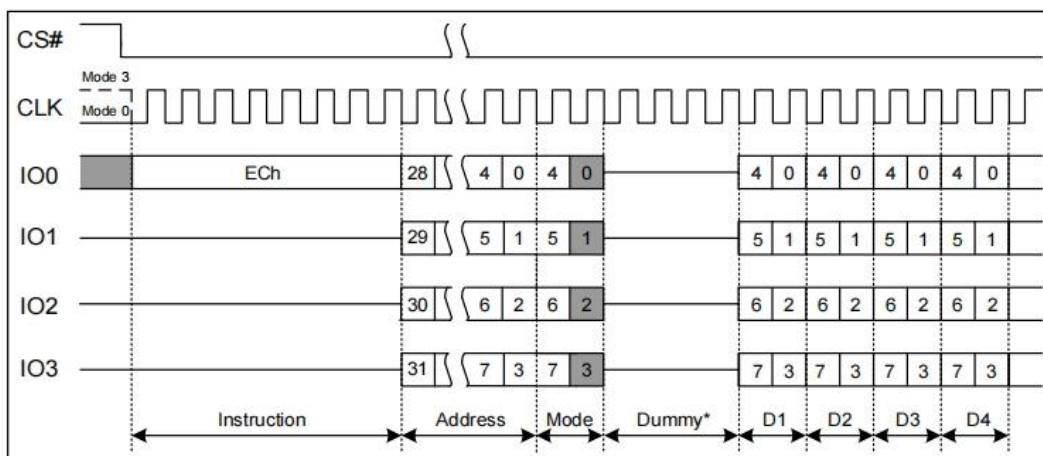 CS#
Mode 3
CLK Mode 0
IO0 ECh 28 4 0 4 0 4 0 4 0 4 0 4 0
IO1 29 5 1 5 1 5 1 5 1 5 1 5 1
IO2 30 6 2 6 2 6 2 6 2 6 2 6 2
IO3 31 7 3 7 3 7 3 7 3 7 3 7 3
Instruction Address Mode Dummy* D1 D2 D3 D4